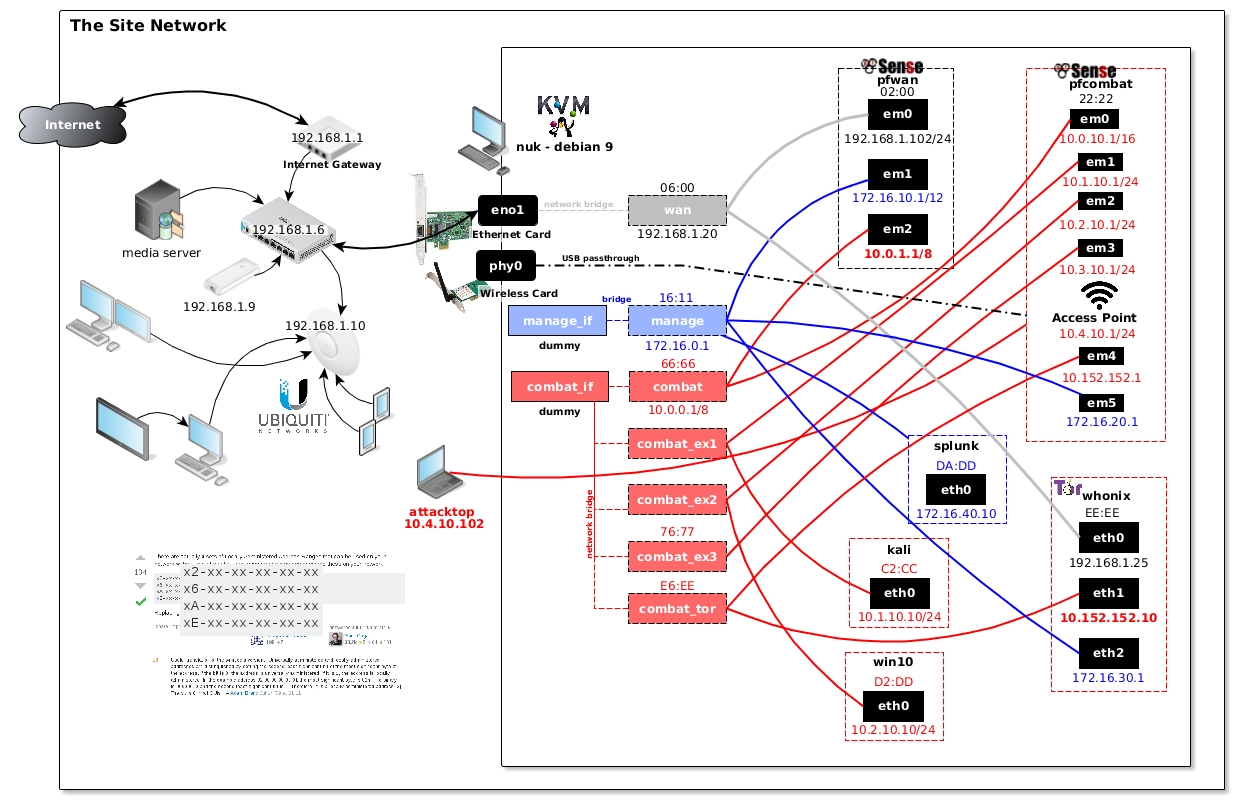 The Site Network
Internet
192.168.1.1
Internet Gateway
media server
192.168.1.6
192.168.1.9
192.168.1.10
UBIQUITI
NETWORKS
attacktop
10.4.10.102
104
x2-xx-xx-xx-xx-xx
x6-xx-xx-xx-xx-xx
xA-xx-xx-xx-xx-xx
xE-xx-xx-xx-xx-xx
KVM
nuk - debian 9
eno1
network bridge
Ethernet Card
phy0
USB passthrough
Wireless Card
06:00
wan
192.168.1.20
bridge
16:11
manage_if
manage
dummy
172.16.0.1
66:66
combat_if
combat
dummy
10.0.0.1/8
network bridge
combat_ex1
combat_ex2
76:77
combat_ex3
E6:EE
combat_tor
Sense
pfwan
02:00
em0
192.168.1.102/24
em1
172.16.10.1/12
em2
10.0.1.1/8
Sense
pfcombat
22:22
em0
10.0.10.1/16
em1
10.1.10.1/24
em2
10.2.10.1/24
em3
10.3.10.1/24
Access Point
10.4.10.1/24
em4
10.152.152.1
em5
172.16.20.1
splunk
DA:DD
eth0
172.16.40.10
kali
C2:CC
eth0
10.1.10.10/24
win10
D2:DD
eth0
10.2.10.10/24
Tor
whonix
EE:EE
eth0
192.168.1.25
eth1
10.152.152.10
eth2
172.16.30.1